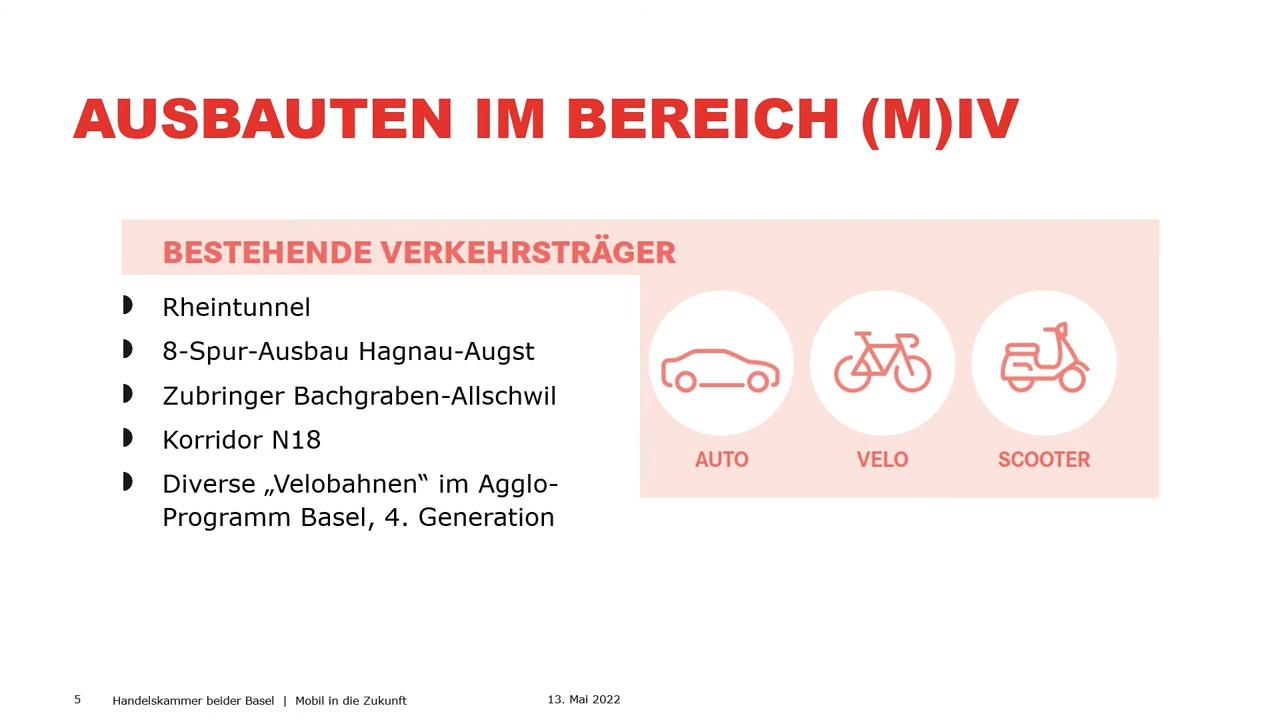 AUSBAUTEN IM BEREICH (M)IV
BESTEHENDE VERKEHRSTRÄGER
Rheintunnel
8-Spur-Ausbau Hagnau-Augst
Zubringer Bachgraben-Allschwil
Korridor N18
Diverse „Velobahnen“ im Agglo-
Programm Basel, 4. Generation
AUTO
VELO
SCOOTER
5 Handelskammer beider Basel | Mobil in die Zukunft 13. Mai 2022